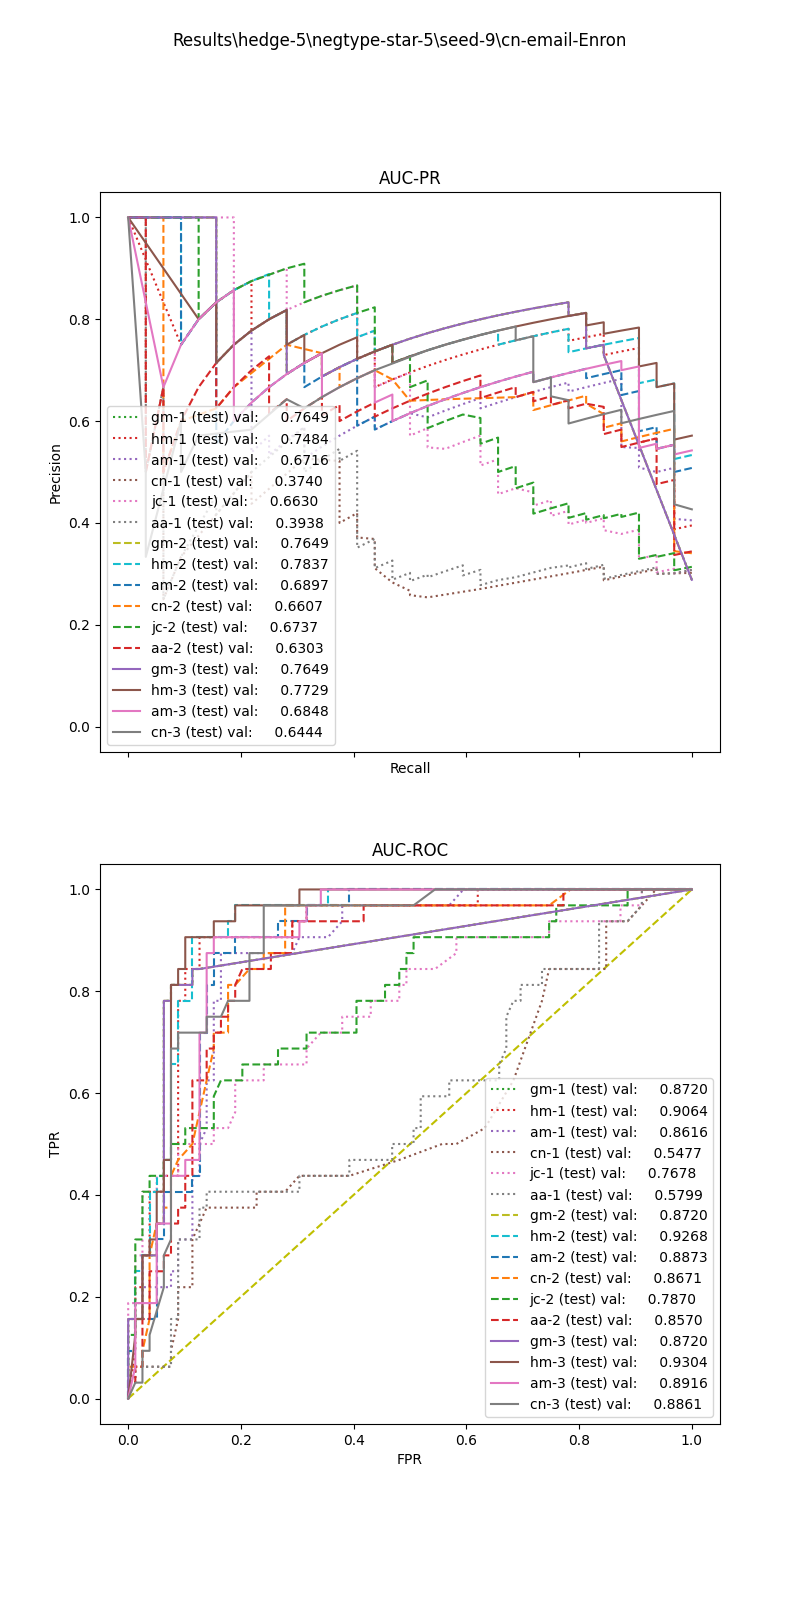 Results\hedge-5\negtype-star-5\seed-9\cn-email-Enron
AUC-PR
1.0
0.8
0.6
0.4
0.2
0.0
Precision
gm-1 (test) val: 0.7649
hm-1 (test) val: 0.7484
am-1 (test) val: 0.6716
cn-1 (test) val: 0.3740
jc-1 (test) val: 0.6630
aa-1 (test) val: 0.3938
gm-2 (test) val: 0.7649
hm-2 (test) val: 0.7837
am-2 (test) val: 0.6897
cn-2 (test) val: 0.6607
jc-2 (test) val: 0.6737
aa-2 (test) val: 0.6303
gm-3 (test) val: 0.7649
hm-3 (test) val: 0.7729
am-3 (test) val: 0.6848
cn-3 (test) val: 0.6444
Recall
AUC-ROC
1.0
0.8
0.6
0.4
0.2
0.0
TPR
gm-1 (test) val: 0.8720
hm-1 (test) val: 0.9064
am-1 (test) val: 0.8616
cn-1 (test) val: 0.5477
jc-1 (test) val: 0.7678
aa-1 (test) val: 0.5799
gm-2 (test) val: 0.8720
hm-2 (test) val: 0.9268
am-2 (test) val: 0.8873
cn-2 (test) val: 0.8671
jc-2 (test) val: 0.7870
aa-2 (test) val: 0.8570
gm-3 (test) val: 0.8720
hm-3 (test) val: 0.9304
am-3 (test) val: 0.8916
cn-3 (test) val: 0.8861
0.0 0.2 0.4 0.6 0.8 1.0
FPR